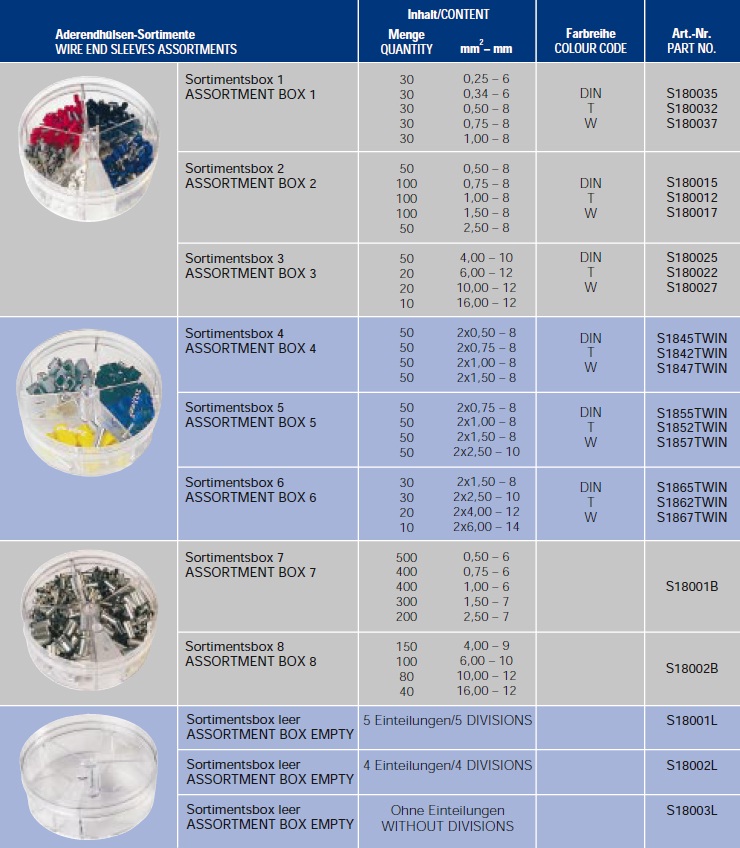 Aderendhülsen-Sortimente
WIRE END SLEEVES ASSORTMENTS
Inhalt/CONTENT
Menge
QUANTITY
mm² – mm
Farbreihe
COLOUR CODE
Art.-Nr.
PART NO.
Sortimentsbox 1
ASSORTMENT BOX 1
30 0,25 – 6
30 0,34 – 6
30 0,50 – 8
30 0,75 – 8
30 1,00 – 8
DIN S180035
T S180032
W S180037
Sortimentsbox 2
ASSORTMENT BOX 2
50 0,50 – 8
100 0,75 – 8
100 1,00 – 8
100 1,50 – 8
50 2,50 – 8
DIN S180015
T S180012
W S180017
Sortimentsbox 3
ASSORTMENT BOX 3
50 4,00 – 10
20 6,00 – 12
20 10,00 – 12
10 16,00 – 12
DIN S180025
T S180022
W S180027
Sortimentsbox 4
ASSORTMENT BOX 4
50 2x0,50 – 8
50 2x0,75 – 8
50 2x1,00 – 8
50 2x1,50 – 8
DIN S1845TWIN
T S1842TWIN
W S1847TWIN
Sortimentsbox 5
ASSORTMENT BOX 5
50 2x0,75 – 8
50 2x1,00 – 8
50 2x1,50 – 8
50 2x2,50 – 10
DIN S1855TWIN
T S1852TWIN
W S1857TWIN
Sortimentsbox 6
ASSORTMENT BOX 6
30 2x1,50 – 8
30 2x2,50 – 10
20 2x4,00 – 12
10 2x6,00 – 14
DIN S1865TWIN
T S1862TWIN
W S1867TWIN
Sortimentsbox 7
ASSORTMENT BOX 7
500 0,50 – 6
400 0,75 – 6
400 1,00 – 6
300 1,50 – 7
200 2,50 – 7
S18001B
Sortimentsbox 8
ASSORTMENT BOX 8
150 4,00 – 9
100 6,00 – 10
80 10,00 – 12
40 16,00 – 12
S18002B
Sortimentsbox leer
ASSORTMENT BOX EMPTY
5 Einteilungen/5 DIVISIONS
S18001L
Sortimentsbox leer
ASSORTMENT BOX EMPTY
4 Einteilungen/4 DIVISIONS
S18002L
Sortimentsbox leer
ASSORTMENT BOX EMPTY
Ohne Einteilungen
WITHOUT DIVISIONS
S18003L